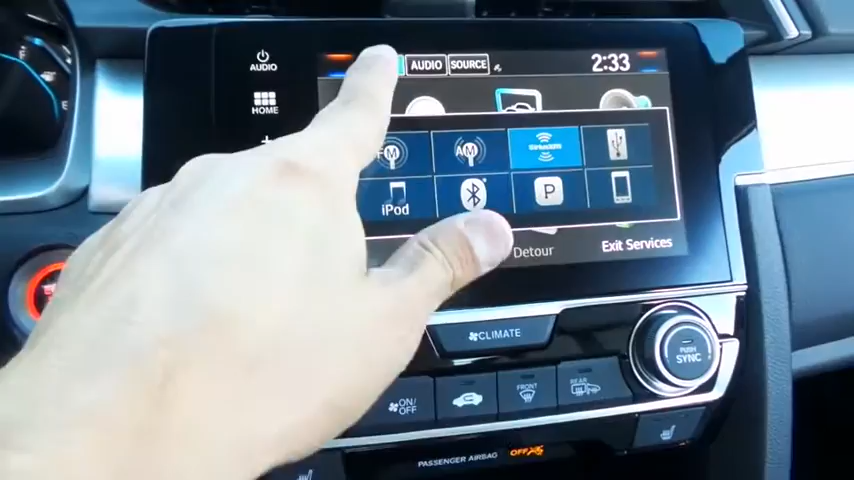 AUDIO SOURCE 2:33
AUDIO
HOME
FM AM SiriusXM
iPod P
Detour Exit Services
CLIMATE
PUSH
SYNC
ON/
OFF
FRONT
REAR
PASSENGER AIRBAG OFF